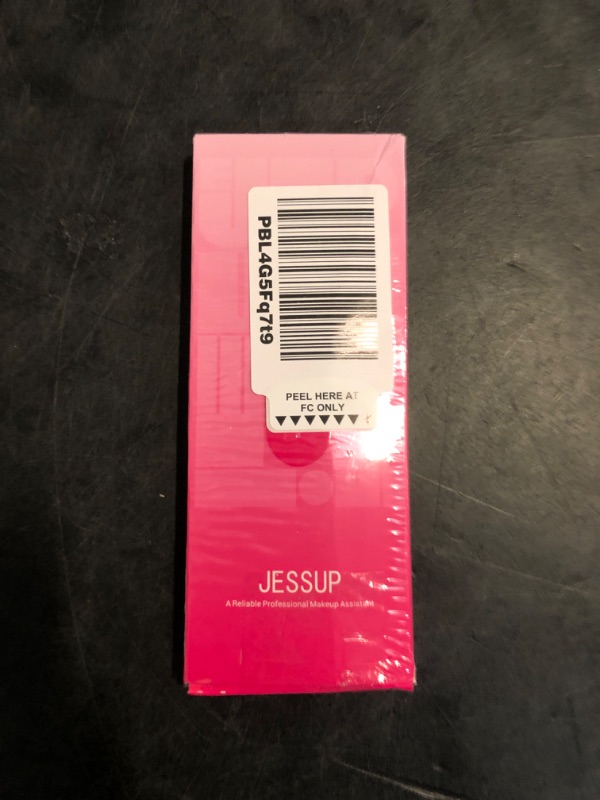 PBL4G5Fq7t9
PEEL HERE AT
FC ONLY
JESSUP
A Reliable Professional Makeup Assistant